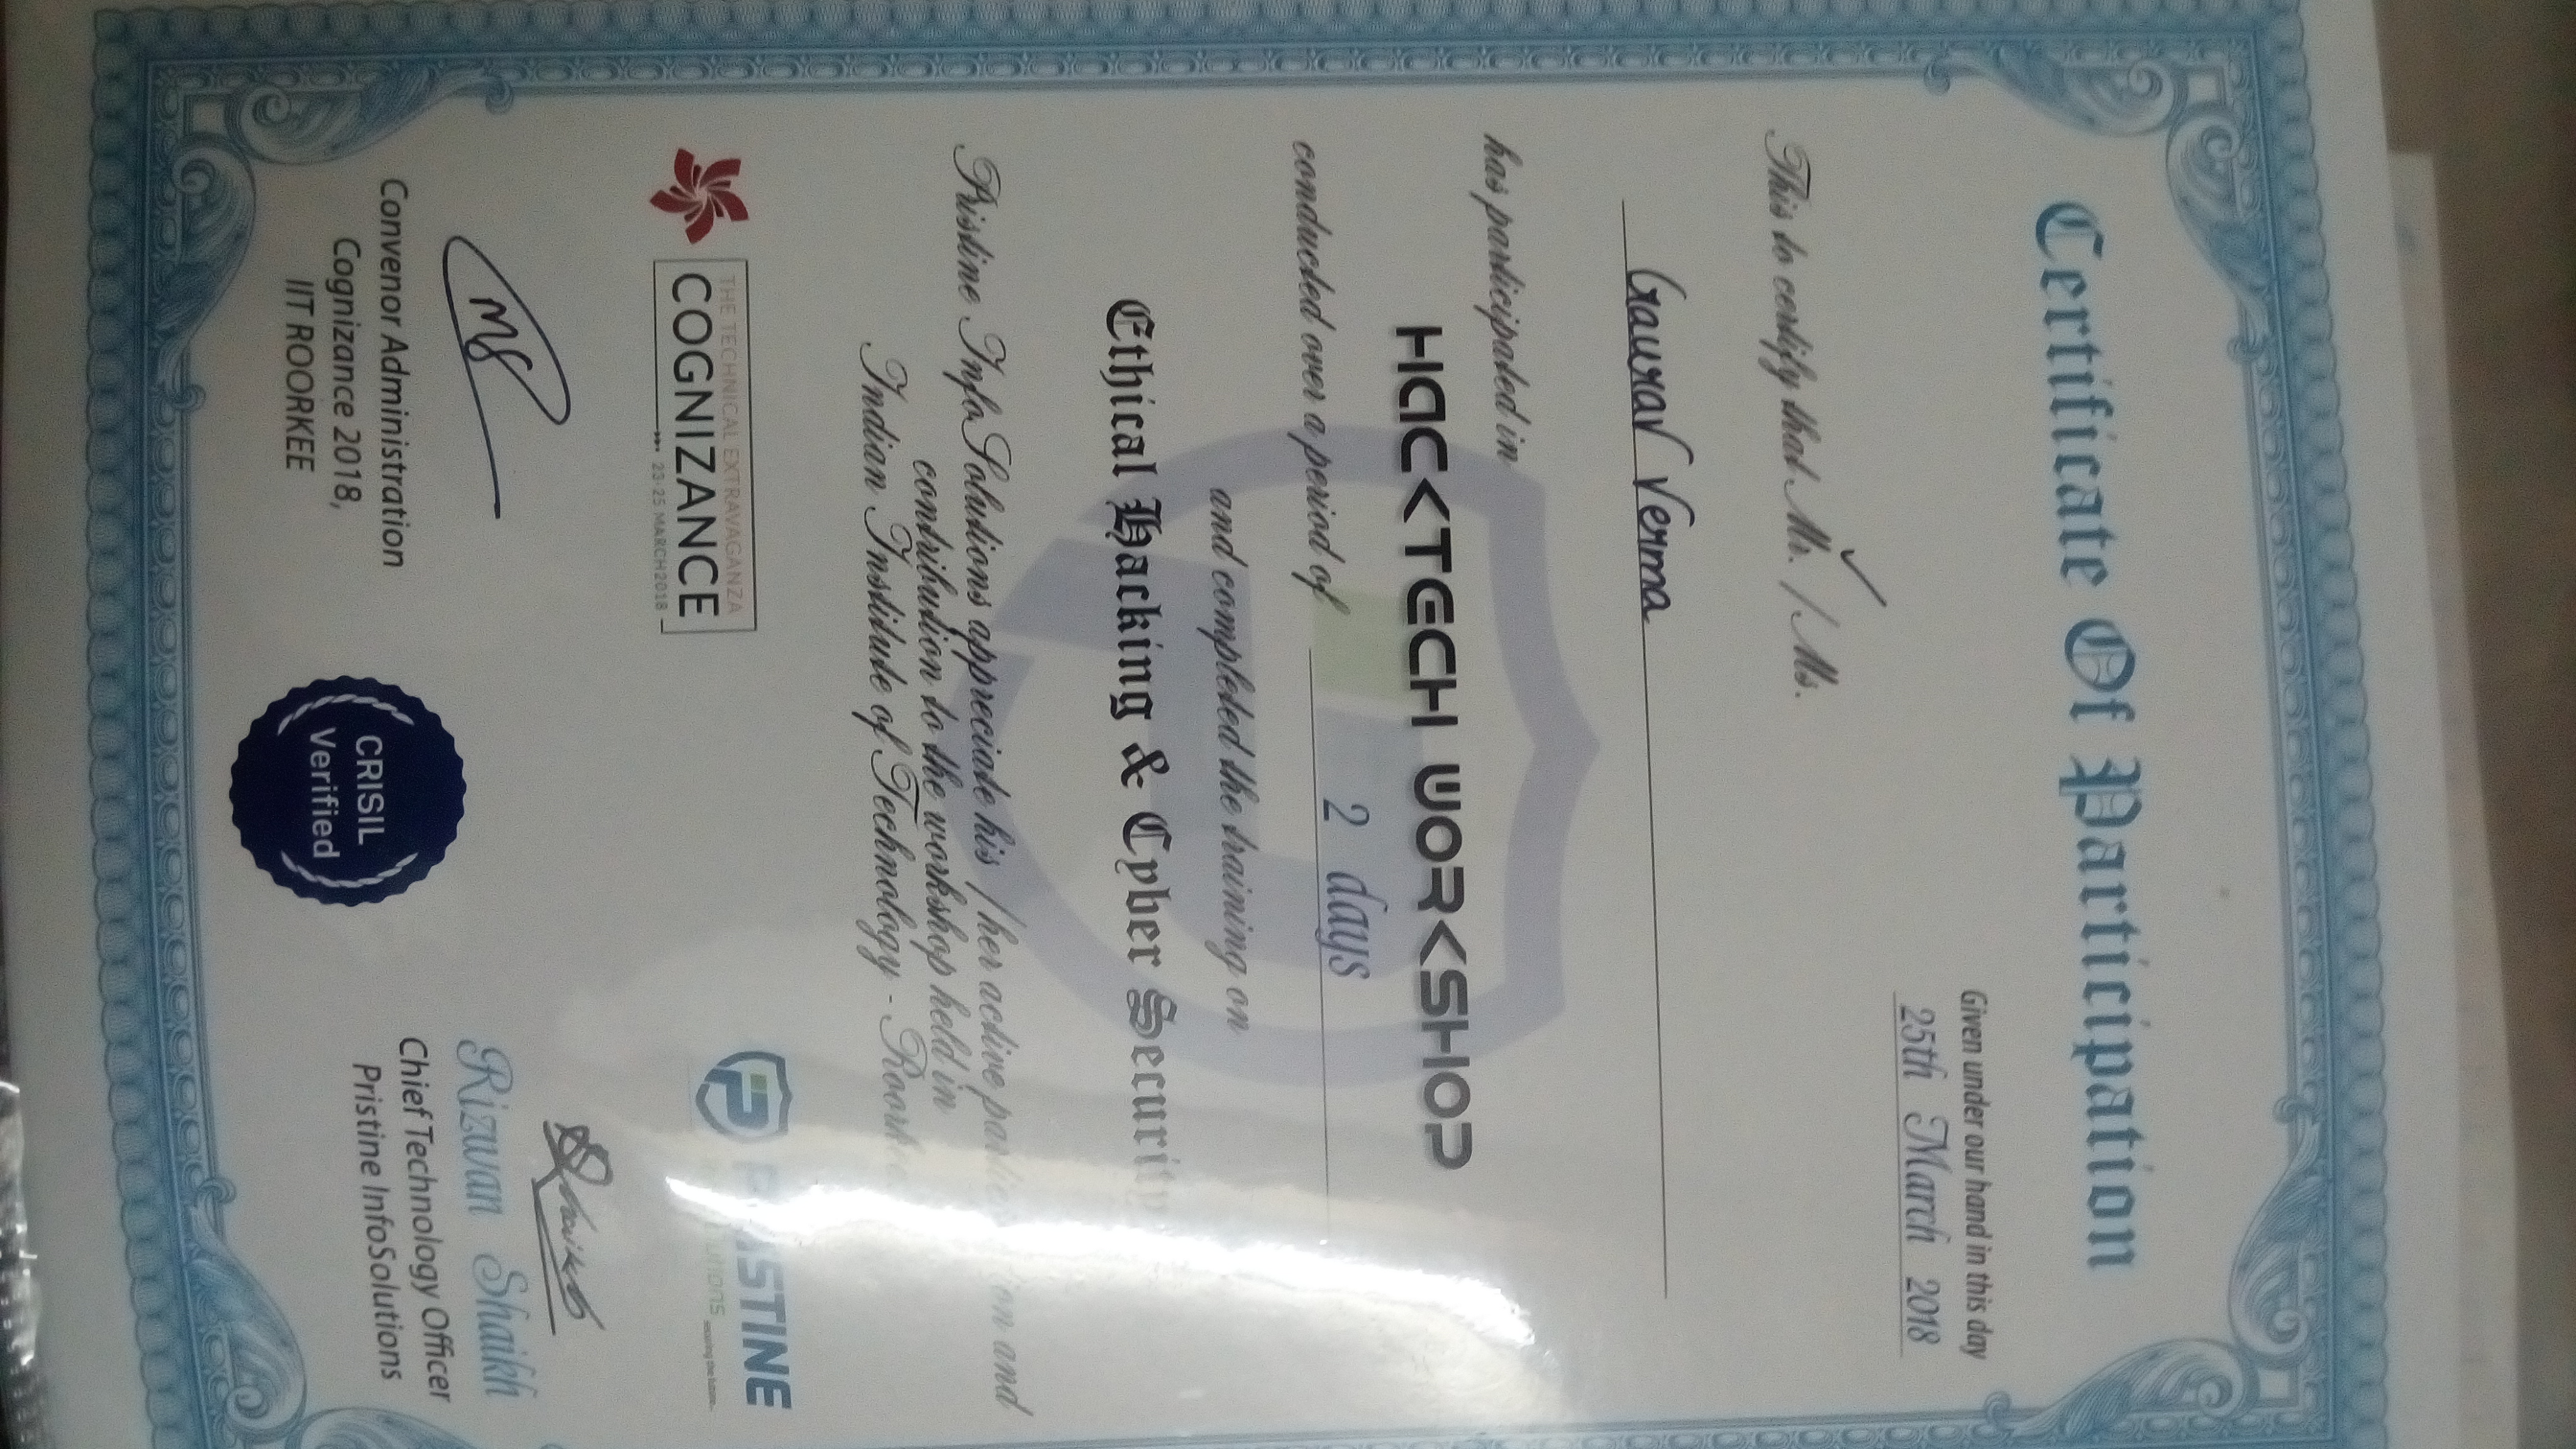 Certificate Of Participation
Given under our hand in this day
25th March 2018
This to certify that Mr. / Ms.
Gaurav Verma
has participated in
HACKTECH WORKSHOP
conducted over a period of 2 days
and completed the training on
Ethical Hacking & Cyber Security
Pristine InfoSolutions appreciate his / her active participation and
contribution to the workshop held in
Indian Institute of Technology - Roorkee
THE TECHNICAL EXTRAVAGANZA
COGNIZANCE
23-25 MARCH2018
PRISTINE
Convenor Administration
Cognizance 2018,
IIT ROORKEE
CRISIL
Verified
Rizwan Shaikh
Chief Technology Officer
Pristine InfoSolutions